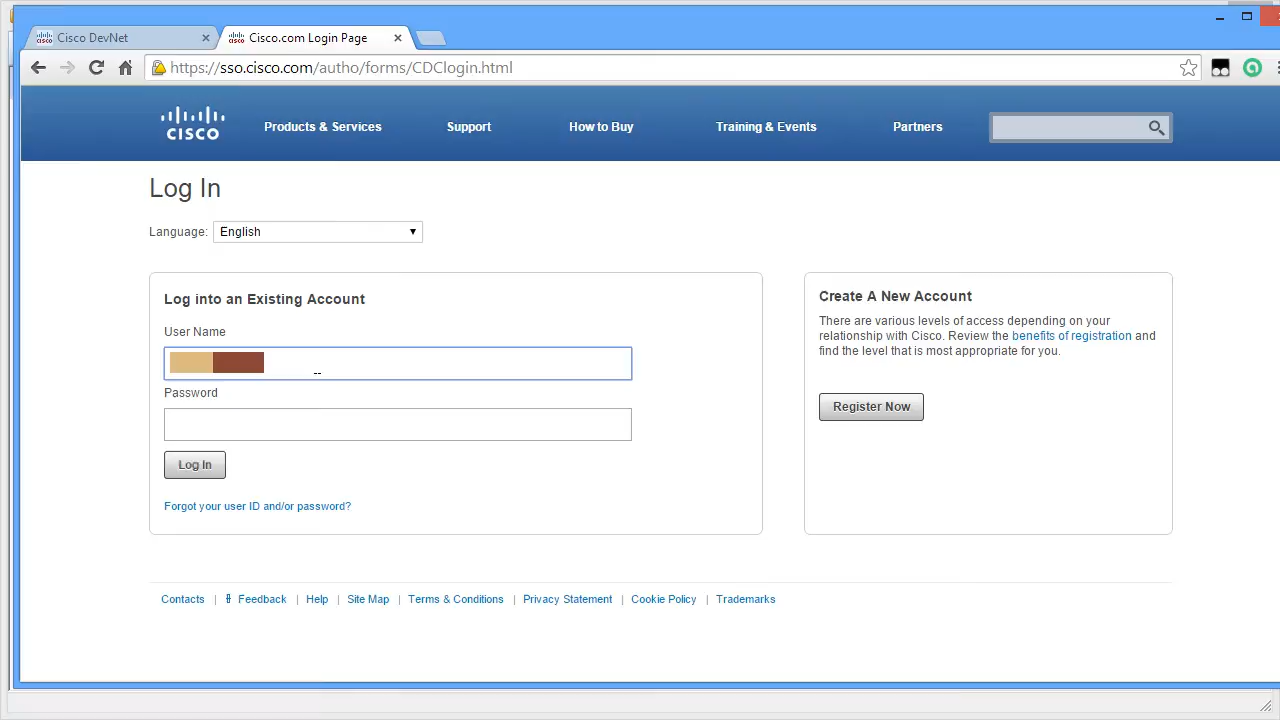 Cisco DevNet
Cisco.com Login Page
https://sso.cisco.com/autho/forms/CDClogin.html
CISCO
Products & Services
Support
How to Buy
Training & Events
Partners
Log In
Language: English
Log into an Existing Account
User Name
Password
Log In
Forgot your user ID and/or password?
Create A New Account
There are various levels of access depending on your
relationship with Cisco. Review the benefits of registration and
find the level that is most appropriate for you.
Register Now
Contacts | Feedback | Help | Site Map | Terms & Conditions | Privacy Statement | Cookie Policy | Trademarks